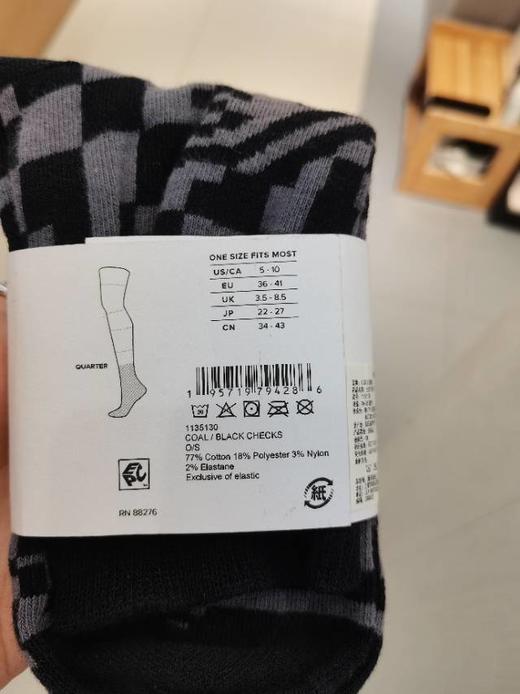 ONE SIZE FITS MOST
US/CA 5 - 10
EU 36 - 41
UK 3.5 - 8.5
JP 22 - 27
CN 34 - 43
QUARTER
1 95719 79428 6
30
1135130
COAL / BLACK CHECKS
O/S
77% Cotton 18% Polyester 3% Nylon
2% Elastane
Exclusive of elastic
RN 88276
紙